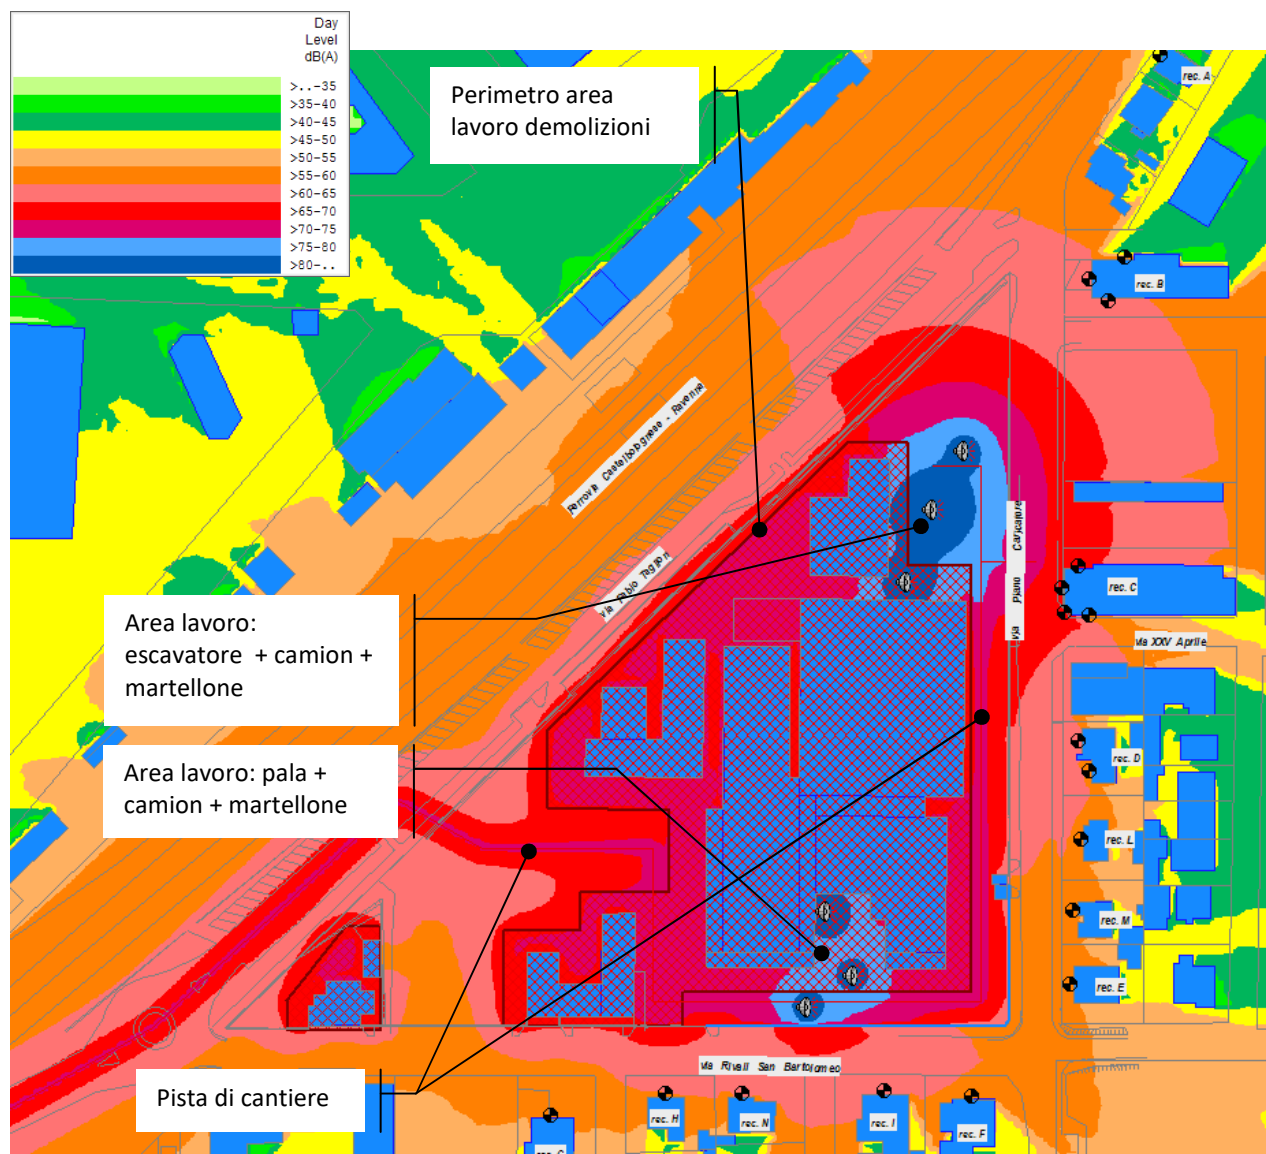 Day
Level
dB(A)
>..-35
>35-40
>40-45
>45-50
>50-55
>55-60
>60-65
>65-70
>70-75
>75-80
>80-..
Perimetro area
lavoro demolizioni
rec. A
rec. B
Ferrovia Castelbolognese - Ravenna
via Fabio Taglioni
via Piano Caricatore
rec. C
via XXV Aprile
Area lavoro:
escavatore + camion +
martellone
rec. D
Area lavoro: pala +
camion + martellone
rec. L
rec. M
rec. E
via Rivali San Bartolomeo
Pista di cantiere
rec. H
rec. N
rec. I
rec. F